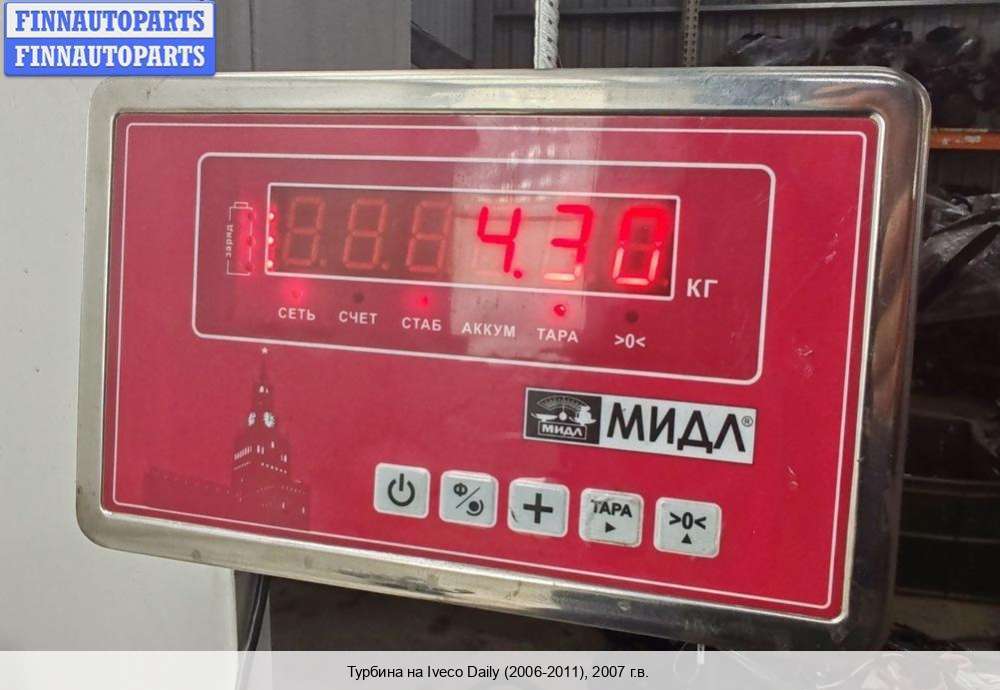 FINNAUTOPARTS
FINNAUTOPARTS
заряд
4.30
КГ
СЕТЬ СЧЕТ СТАБ АККУМ ТАРА >0<
МИДЛ МИДЛ®
Ф
ТАРА >0<
Турбина на Iveco Daily (2006-2011), 2007 г.в.